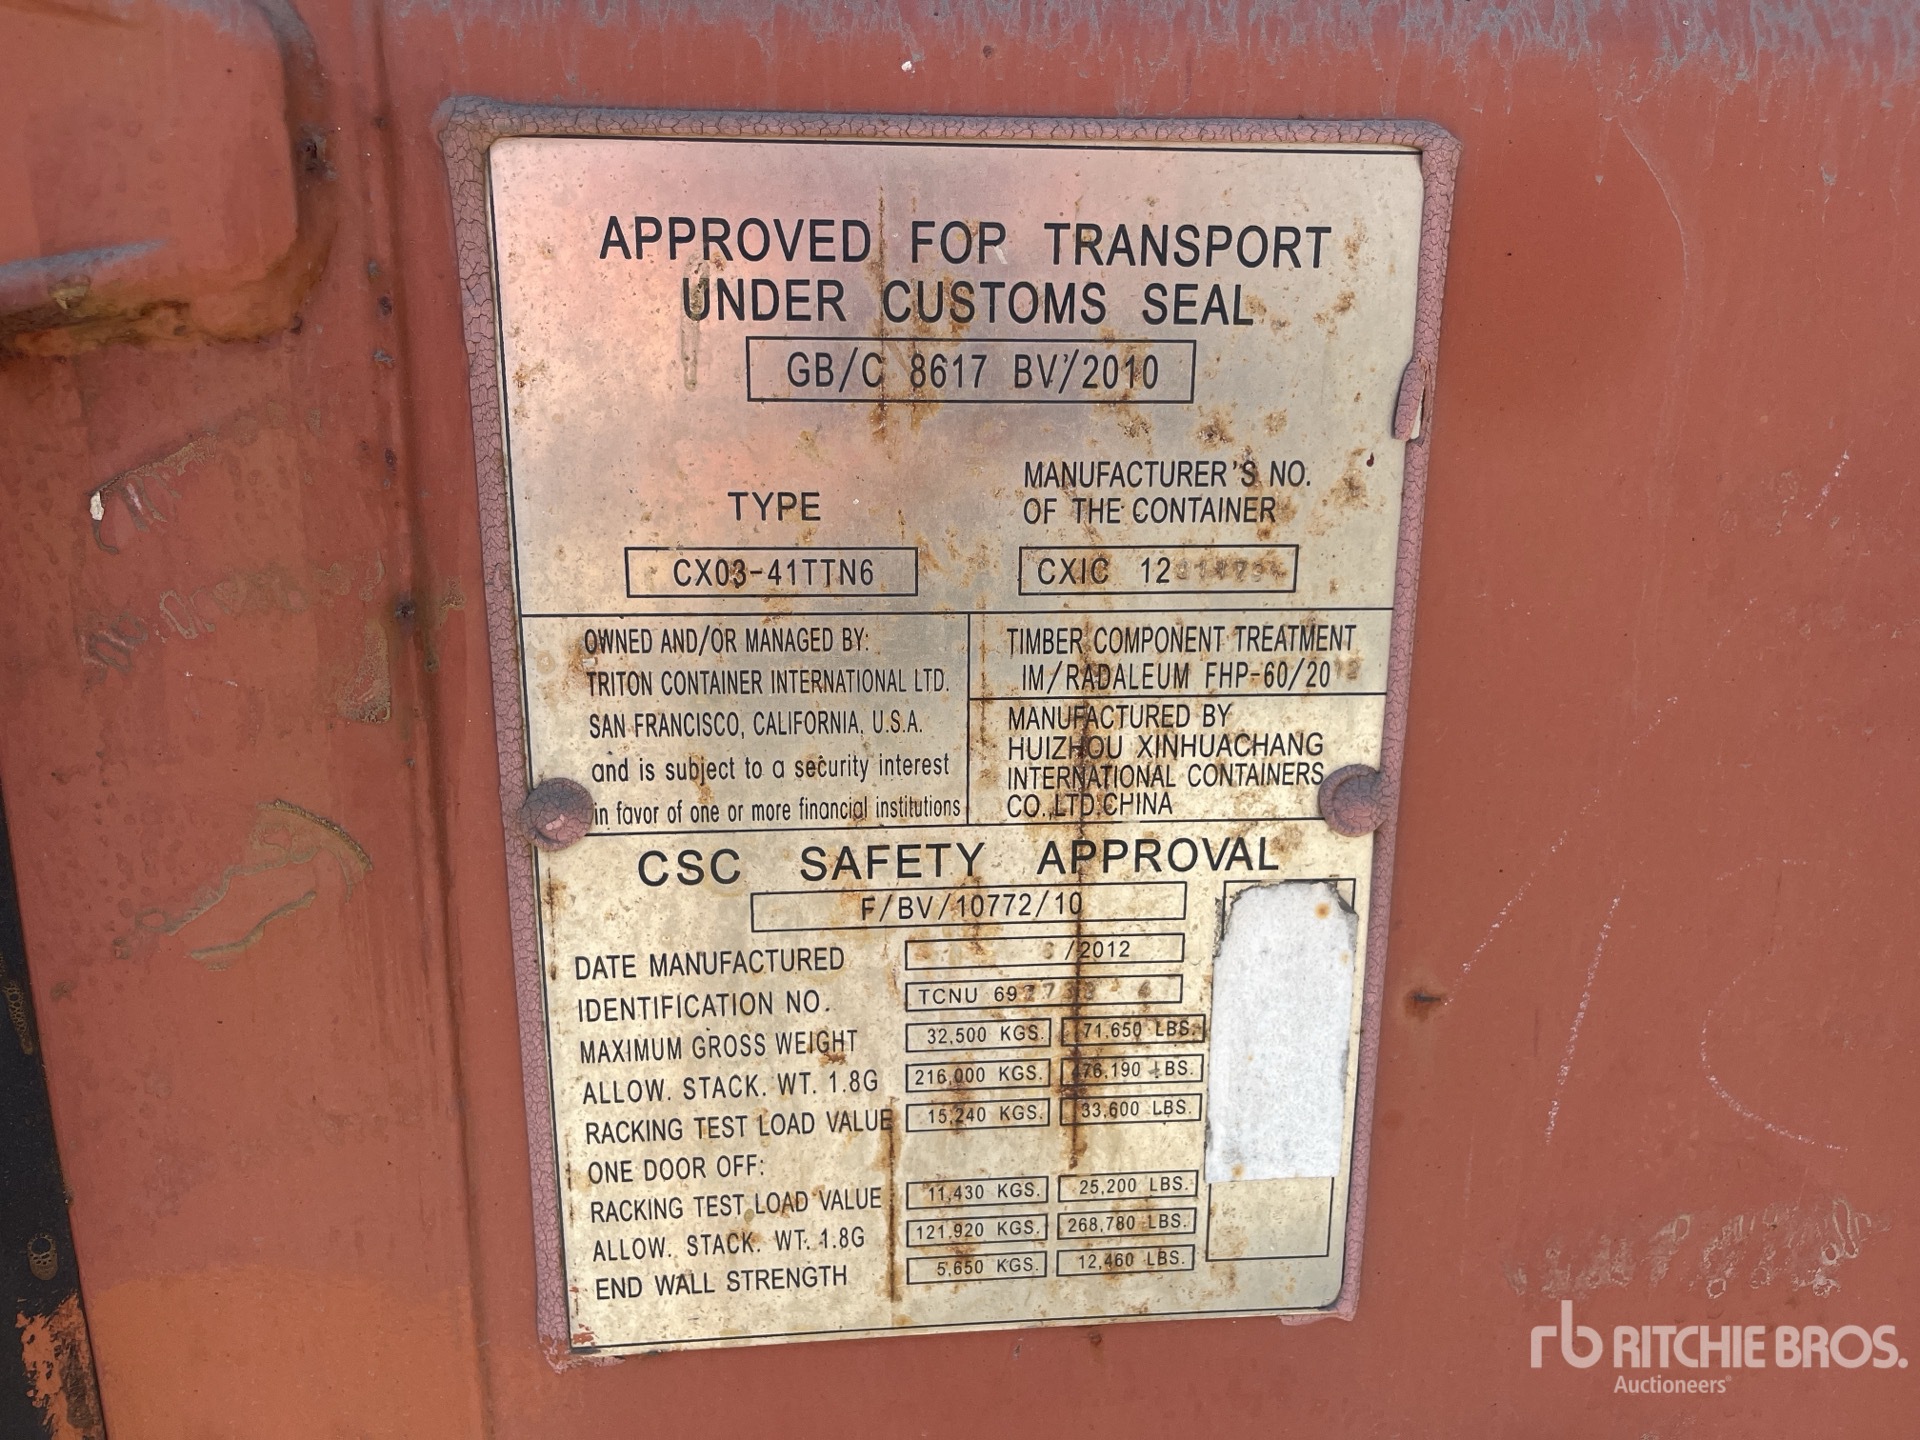 APPROVED FOR TRANSPORT
UNDER CUSTOMS SEAL
GB/C 8617 BV/2010
TYPE
CX03-41TTN6
MANUFACTURER'S NO.
OF THE CONTAINER
CXIC 12
OWNED AND/OR MANAGED BY:
TRITON CONTAINER INTERNATIONAL LTD.
SAN FRANCISCO, CALIFORNIA, U.S.A.
and is subject to a security interest
in favor of one or more financial institutions
TIMBER COMPONENT TREATMENT
IM/RADALEUM FHP-60/2012
MANUFACTURED BY
HUIZHOU XINHUACHANG
INTERNATIONAL CONTAINERS
CO.,LTD.CHINA
CSC SAFETY APPROVAL
F/BV/10772/10
DATE MANUFACTURED /2012
IDENTIFICATION NO. TCNU
MAXIMUM GROSS WEIGHT 32,500 KGS. 71,650 LBS.
ALLOW. STACK. WT. 1.8G 216,000 KGS. 476,190 LBS.
RACKING TEST LOAD VALUE 15,240 KGS. 33,600 LBS.
ONE DOOR OFF:
RACKING TEST LOAD VALUE 11,430 KGS. 25,200 LBS.
ALLOW. STACK. WT. 1.8G 121,920 KGS. 268,780 LBS.
END WALL STRENGTH 5,650 KGS. 12,460 LBS.
rb RITCHIE BROS.
Auctioneers